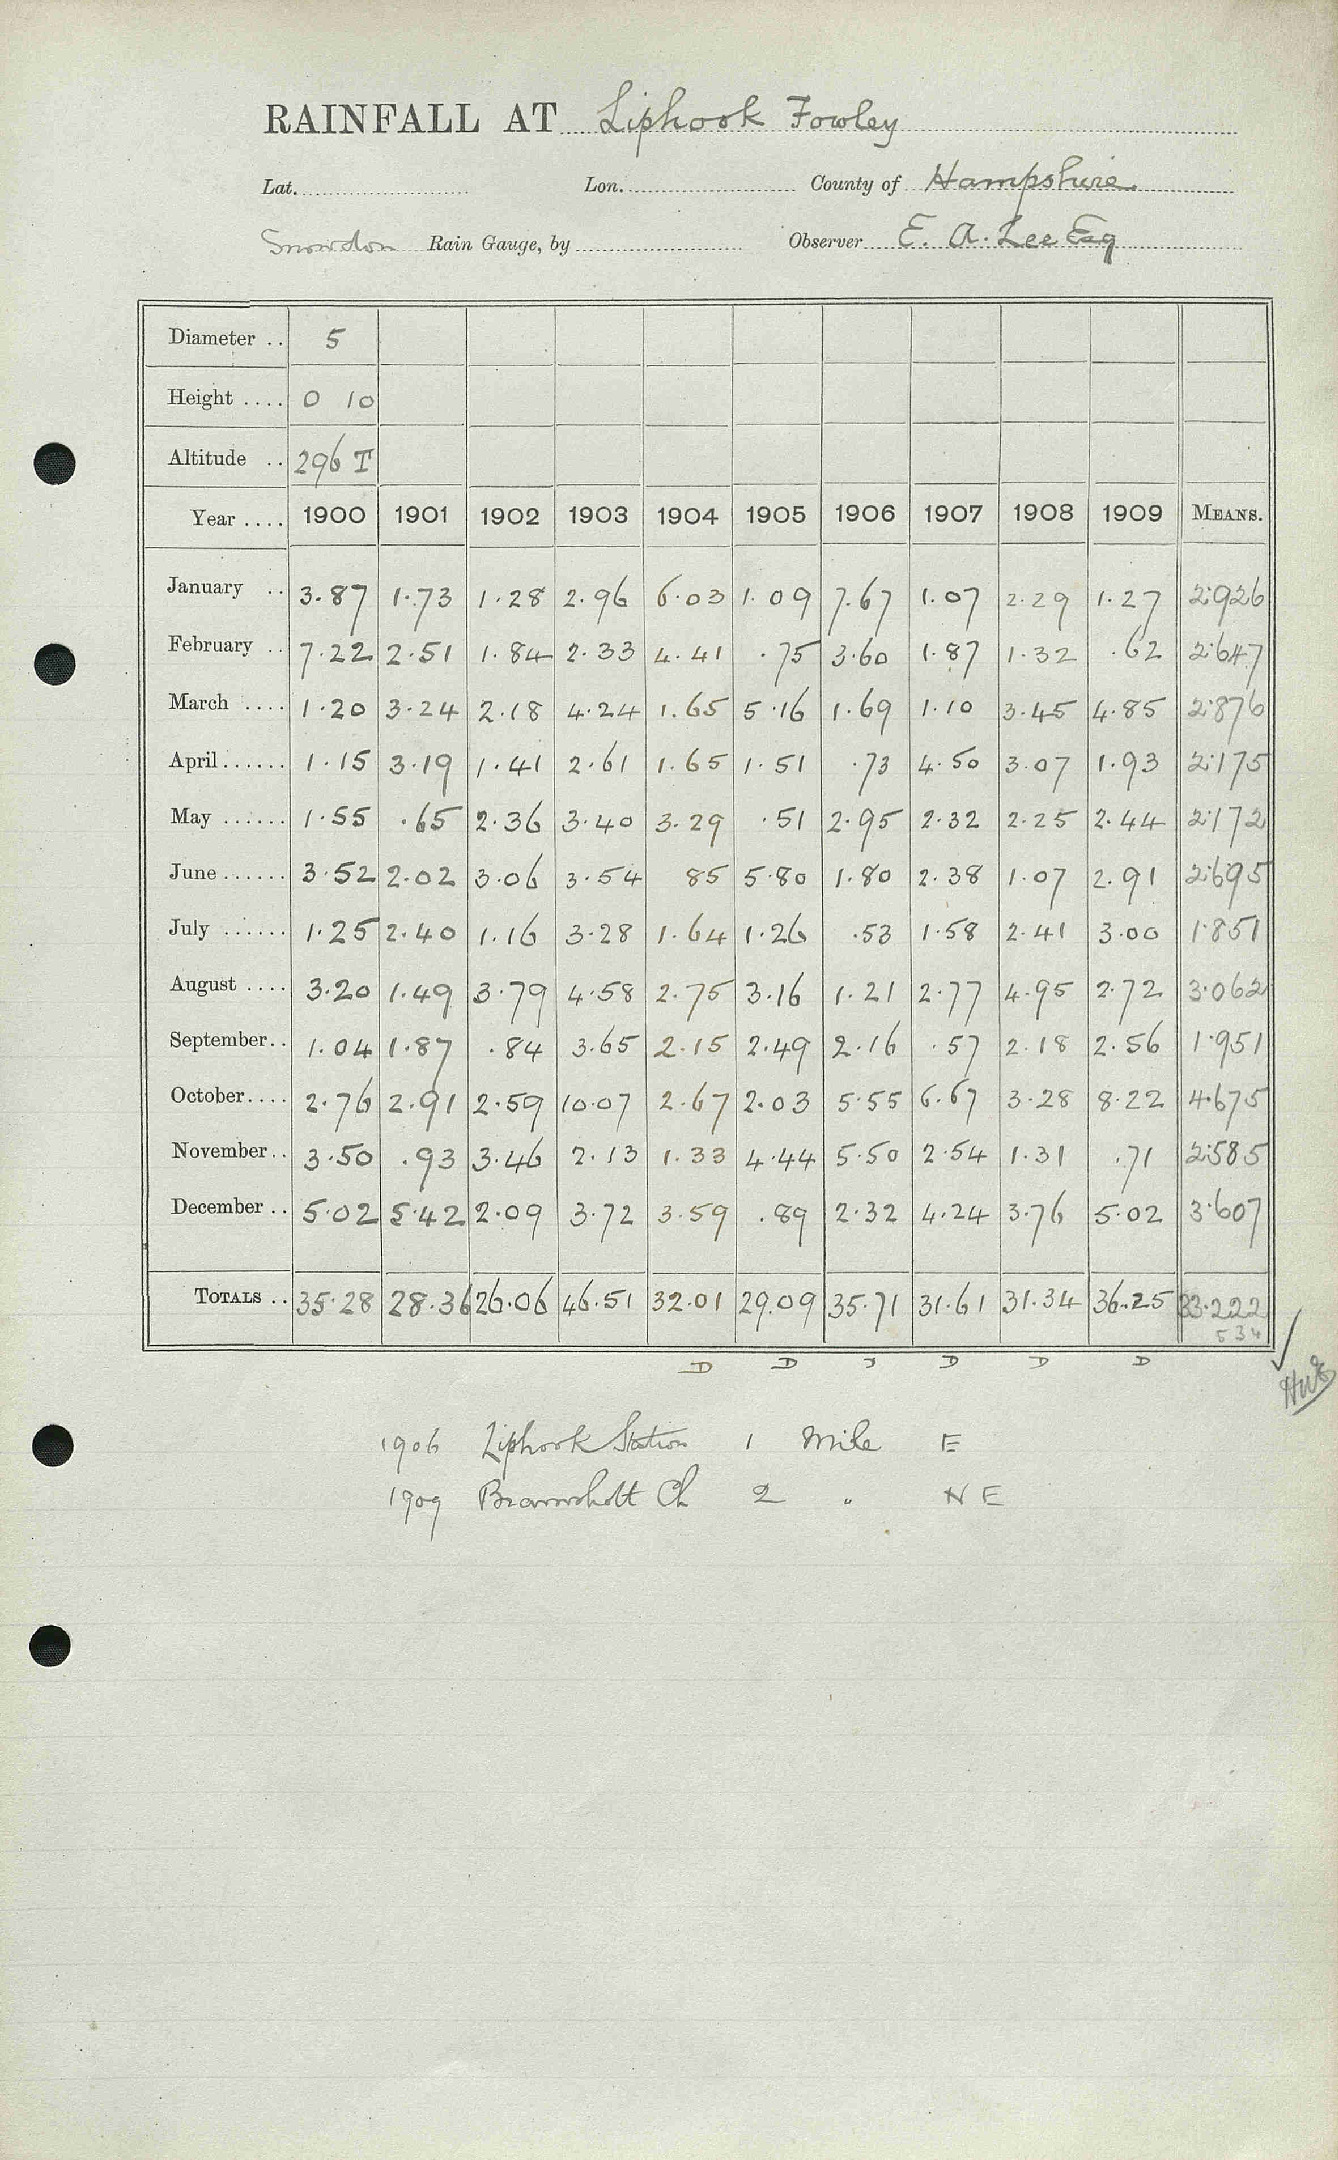 RAINFALL AT Liphook Fowley
Lat. Lon. County of Hampshire
Snowdon Rain Gauge, by Observer E. A. Lee Esq
Diameter .. 5
Height .... 0 10
Altitude .. 296 T
Year .... 1900 1901 1902 1903 1904 1905 1906 1907 1908 1909 MEANS.
January .. 3.87 1.73 1.28 2.96 6.03 1.09 7.67 1.07 2.29 1.27 2.926
February .. 7.22 2.51 1.84 2.33 4.41 .75 3.60 1.87 1.32 .62 2.647
March .... 1.20 3.24 2.18 4.24 1.65 5.16 1.69 1.10 3.45 4.85 2.876
April ...... 1.15 3.19 1.41 2.61 1.65 1.51 .73 4.50 3.07 1.93 2.175
May ...... 1.55 .65 2.36 3.40 3.29 .51 2.95 2.32 2.25 2.44 2.172
June ...... 3.52 2.02 3.06 3.54 85 5.80 1.80 2.38 1.07 2.91 2.695
July ...... 1.25 2.40 1.16 3.28 1.64 1.26 .53 1.58 2.41 3.00 1.851
August .... 3.20 1.49 3.79 4.58 2.75 3.16 1.21 2.77 4.95 2.72 3.062
September .. 1.04 1.87 .84 3.65 2.15 2.49 2.16 .57 2.18 2.56 1.951
October .... 2.76 2.91 2.59 10.07 2.67 2.03 5.55 6.67 3.28 8.22 4.675
November .. 3.50 .93 3.46 2.13 1.33 4.44 5.50 2.54 1.31 .71 2.585
December .. 5.02 5.42 2.09 3.72 3.59 .89 2.32 4.24 3.76 5.02 3.607
TOTALS .. 35.28 28.36 26.06 46.51 32.01 29.09 35.71 31.61 31.34 36.25 33.222
534
D D D D D
1906 Liphook Station 1 Mile E
1909 Bramshott Ch 2 " NE